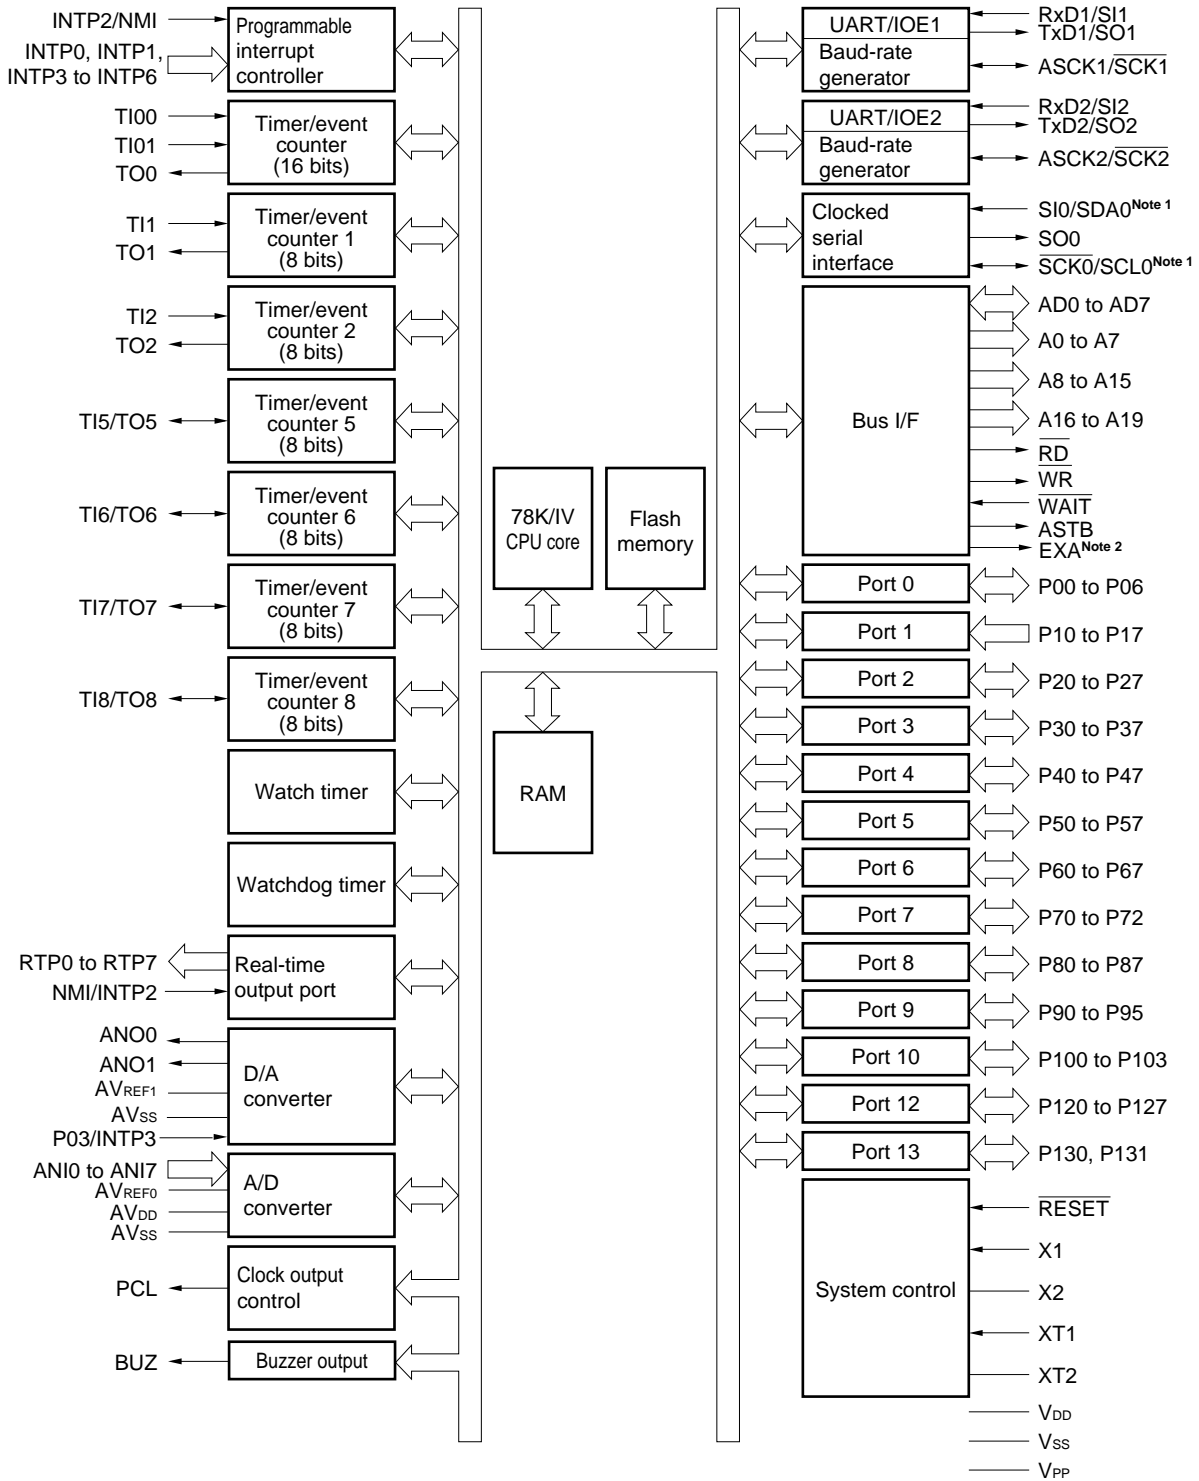 INTP2/NMI
INTP0, INTP1,
INTP3 to INTP6
Programmable
interrupt
controller
TI00
TI01
TO0
Timer/event
counter
(16 bits)
TI1
TO1
Timer/event
counter 1
(8 bits)
TI2
TO2
Timer/event
counter 2
(8 bits)
TI5/TO5
Timer/event
counter 5
(8 bits)
TI6/TO6
Timer/event
counter 6
(8 bits)
TI7/TO7
Timer/event
counter 7
(8 bits)
TI8/TO8
Timer/event
counter 8
(8 bits)
Watch timer
Watchdog timer
RTP0 to RTP7
NMI/INTP2
Real-time
output port
ANO0
ANO1
AVREF1
AVSS
P03/INTP3
D/A
converter
ANI0 to ANI7
AVREF0
AVDD
AVSS
A/D
converter
PCL
Clock output
control
BUZ
Buzzer output
78K/IV
CPU core
Flash
memory
RAM
UART/IOE1
Baud-rate
generator
RxD1/SI1
TxD1/SO1
ASCK1/SCK1
UART/IOE2
Baud-rate
generator
RxD2/SI2
TxD2/SO2
ASCK2/SCK2
Clocked
serial
interface
SI0/SDA0Note 1
SO0
SCK0/SCL0Note 1
Bus I/F
AD0 to AD7
A0 to A7
A8 to A15
A16 to A19
RD
WR
WAIT
ASTB
EXANote 2
Port 0
P00 to P06
Port 1
P10 to P17
Port 2
P20 to P27
Port 3
P30 to P37
Port 4
P40 to P47
Port 5
P50 to P57
Port 6
P60 to P67
Port 7
P70 to P72
Port 8
P80 to P87
Port 9
P90 to P95
Port 10
P100 to P103
Port 12
P120 to P127
Port 13
P130, P131
System control
RESET
X1
X2
XT1
XT2
VDD
VSS
VPP